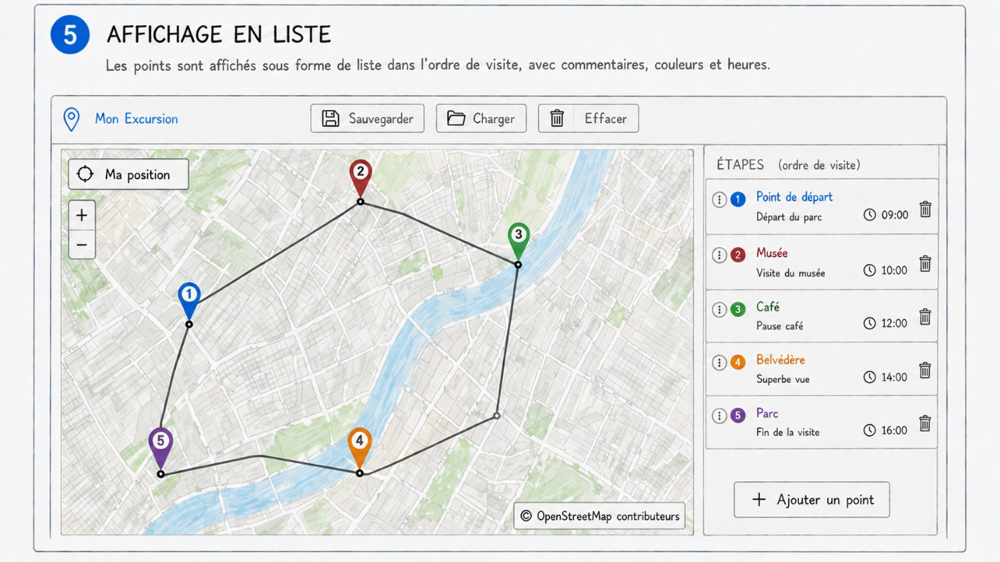 5 AFFICHAGE EN LISTE
Les points sont affichés sous forme de liste dans l'ordre de visite, avec commentaires, couleurs et heures.
Mon Excursion
Sauvegarder
Charger
Effacer
Ma position
+
−
2
3
1
5
4
© OpenStreetMap contributeurs
ÉTAPES (ordre de visite)
1 Point de départ
Départ du parc 09:00
2 Musée
Visite du musée 10:00
3 Café
Pause café 12:00
4 Belvédère
Superbe vue 14:00
5 Parc
Fin de la visite 16:00
+ Ajouter un point